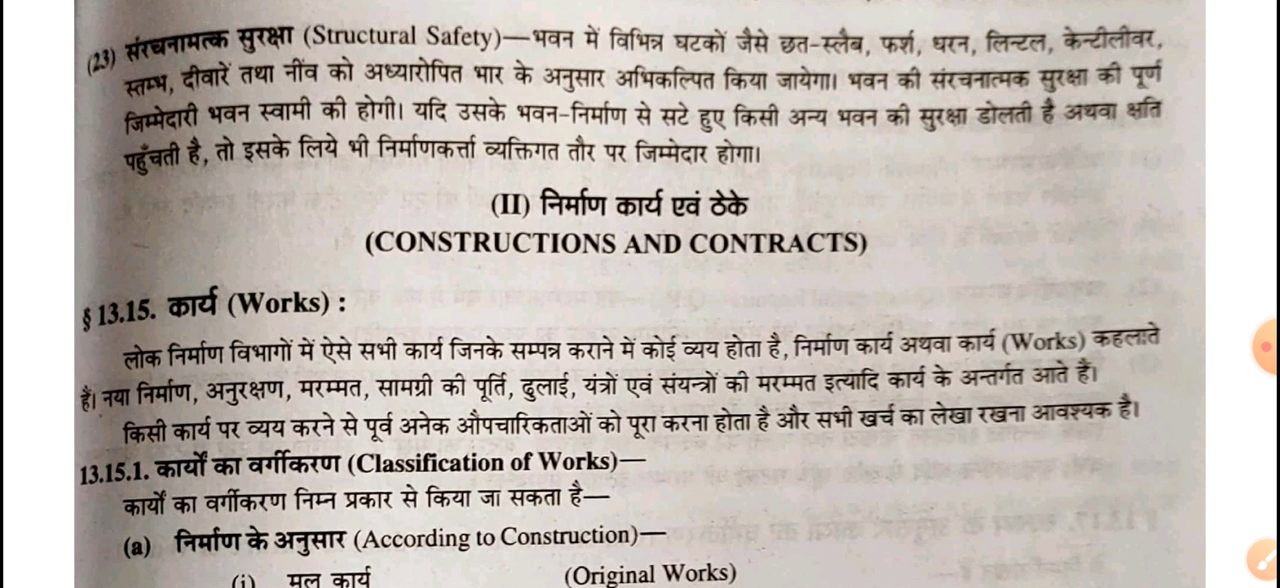 (23) संरचनामत्क सुरक्षा (Structural Safety)—भवन में विभिन्न घटकों जैसे छत-स्लैब, फर्श, धरन, लिन्टल, केन्टीलीवर,
स्तम्भ, दीवारें तथा नींव को अध्यारोपित भार के अनुसार अभिकल्पित किया जायेगा। भवन की संरचनात्मक सुरक्षा की पूर्ण
जिम्मेदारी भवन स्वामी की होगी। यदि उसके भवन-निर्माण से सटे हुए किसी अन्य भवन की सुरक्षा डोलती है अथवा क्षति
पहुँचती है, तो इसके लिये भी निर्माणकर्त्ता व्यक्तिगत तौर पर जिम्मेदार होगा।
(II) निर्माण कार्य एवं ठेके
(CONSTRUCTIONS AND CONTRACTS)
§ 13.15. कार्य (Works) :
लोक निर्माण विभागों में ऐसे सभी कार्य जिनके सम्पन्न कराने में कोई व्यय होता है, निर्माण कार्य अथवा कार्य (Works) कहलाते
हैं। नया निर्माण, अनुरक्षण, मरम्मत, सामग्री की पूर्ति, ढुलाई, यंत्रों एवं संयन्त्रों की मरम्मत इत्यादि कार्य के अन्तर्गत आते हैं।
किसी कार्य पर व्यय करने से पूर्व अनेक औपचारिकताओं को पूरा करना होता है और सभी खर्च का लेखा रखना आवश्यक है।
13.15.1. कार्यों का वर्गीकरण (Classification of Works)—
कार्यों का वर्गीकरण निम्न प्रकार से किया जा सकता है—
(a) निर्माण के अनुसार (According to Construction)—
(i) मूल कार्य (Original Works)